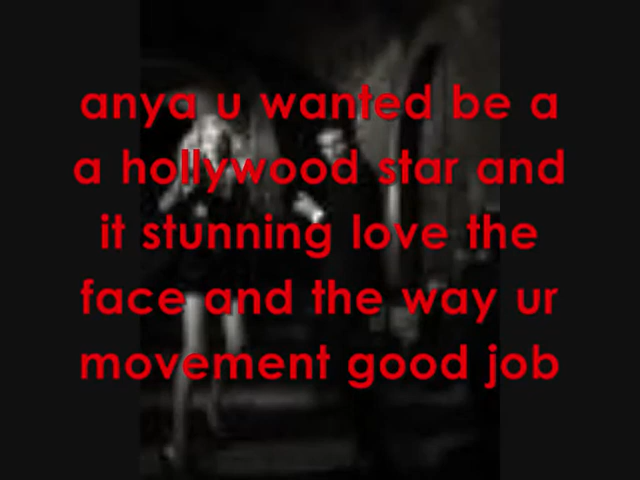 anya u wanted be a
a hollywood star and
it stunning love the
face and the way ur
movement good job